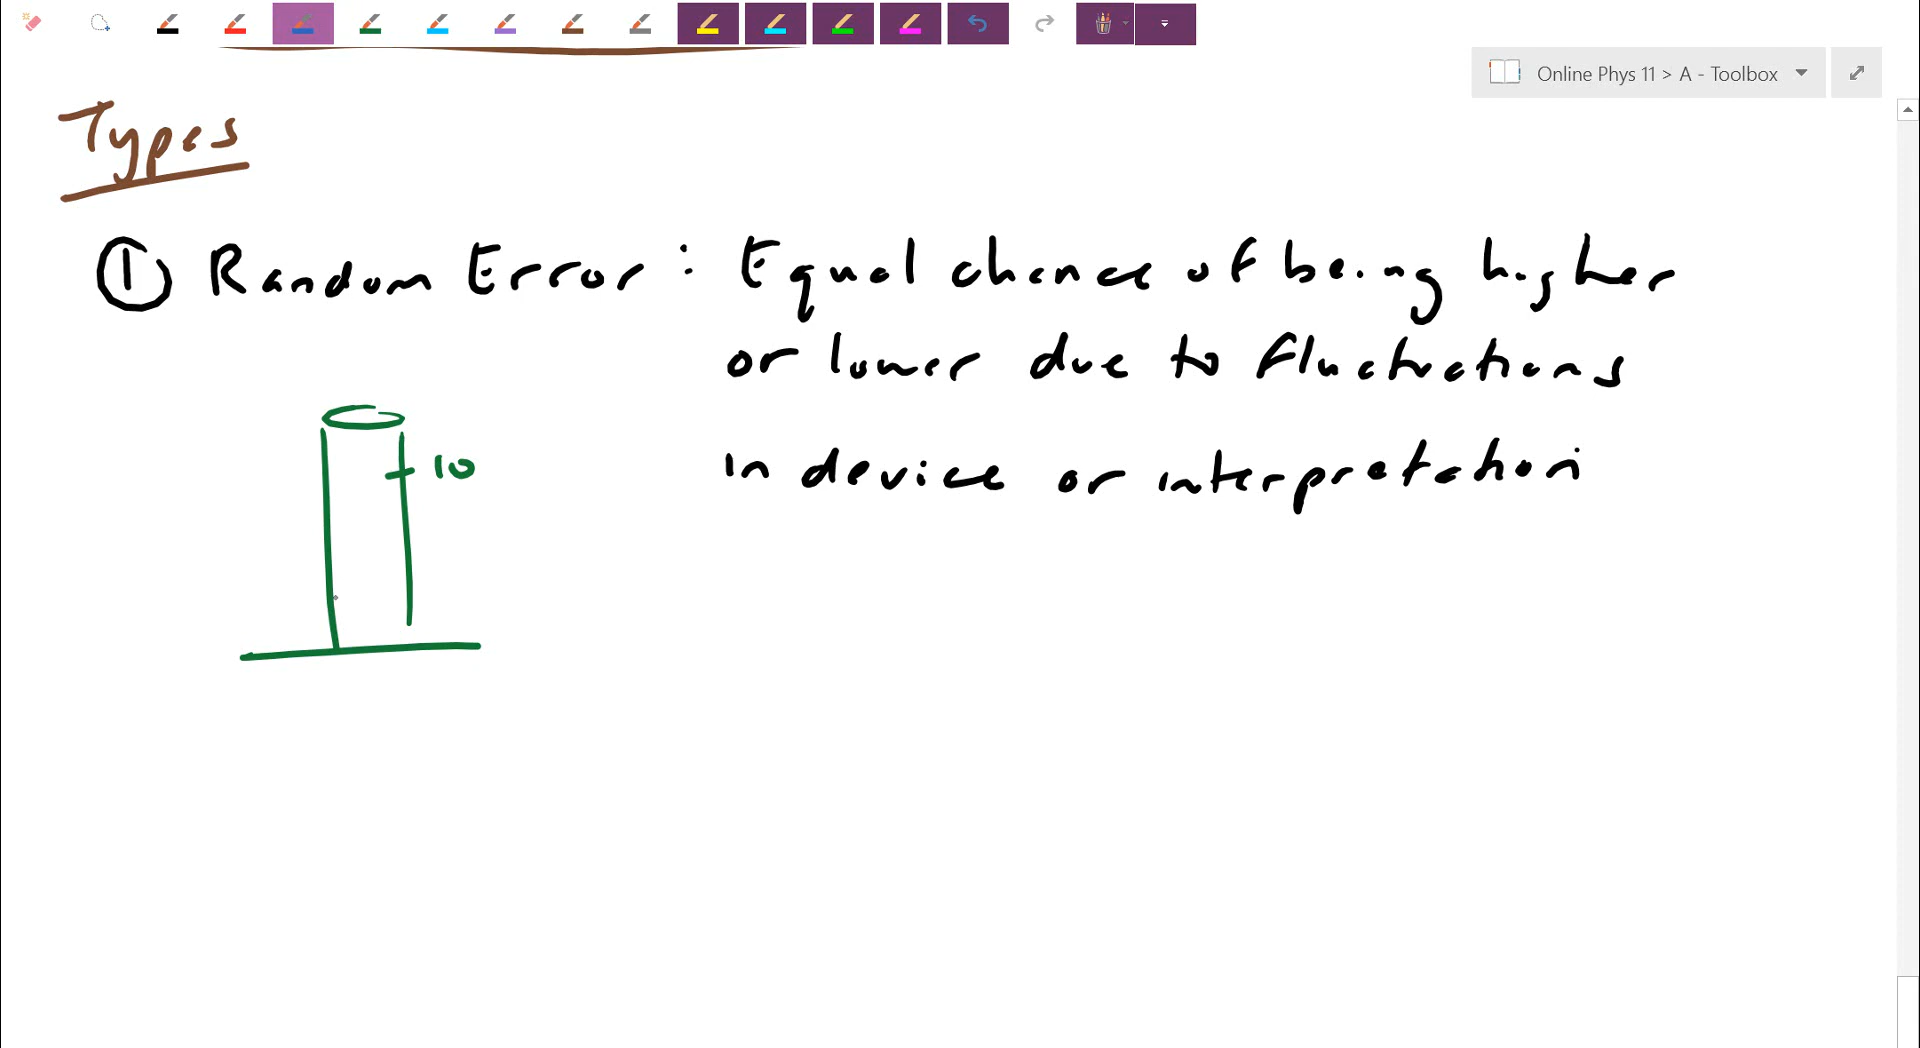 Online Phys 11 > A - Toolbox
Types
① Random Error : Equal chance of being higher
or lower due to fluctuations
10
in device or interpretation